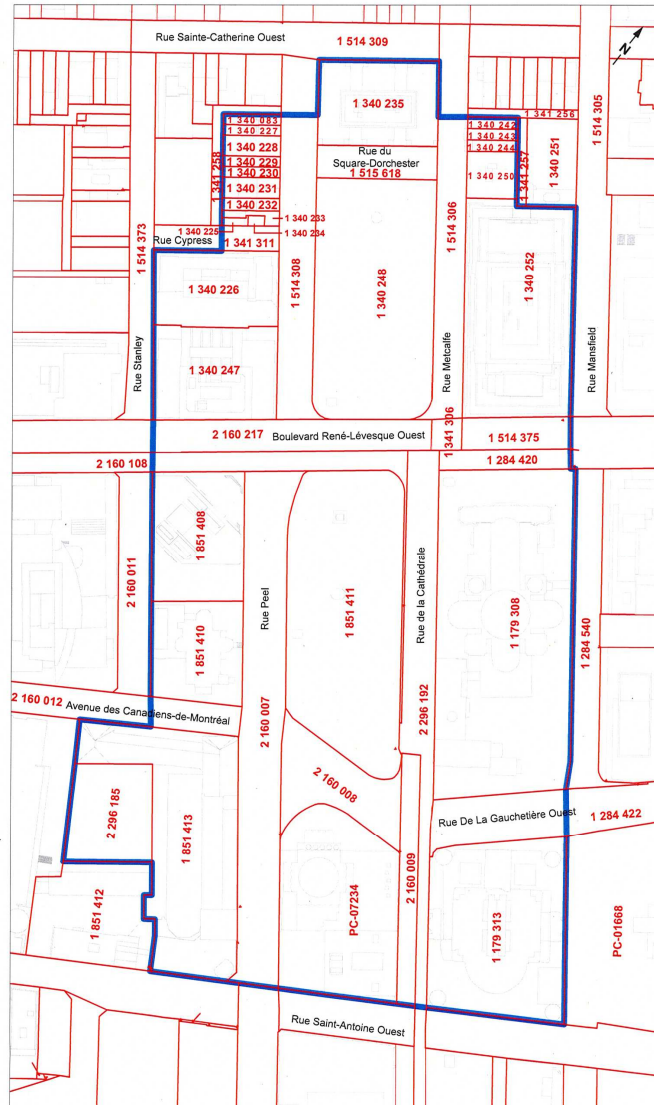 Rue Sainte-Catherine Ouest
1 514 309
N
1 340 235
1 514 305
1 340 083
1 340 227
1 340 228
1 340 229
1 340 230
1 340 231
1 340 232
1 341 258
1 340 233
1 340 234
1 340 225
Rue Cypress
1 341 311
Rue du
Square-Dorchester
1 515 618
1 341 256
1 340 242
1 340 243
1 340 244
1 340 250
1 341 257
1 340 251
1 514 373
1 514 308
1 340 248
1 514 306
1 340 252
1 340 226
1 340 247
Rue Stanley
Rue Metcalfe
Rue Mansfield
2 160 217
Boulevard René-Lévesque Ouest
1 341 306
1 514 375
2 160 108
1 284 420
2 160 011
1 851 408
1 851 410
Rue Peel
1 851 411
Rue de la Cathédrale
1 179 308
1 284 540
2 160 012
Avenue des Canadiens-de-Montréal
2 160 007
2 296 192
2 160 008
2 296 185
1 851 413
1 851 412
Rue De La Gauchetière Ouest
1 284 422
PC-07234
2 160 009
1 179 313
PC-01668
Rue Saint-Antoine Ouest